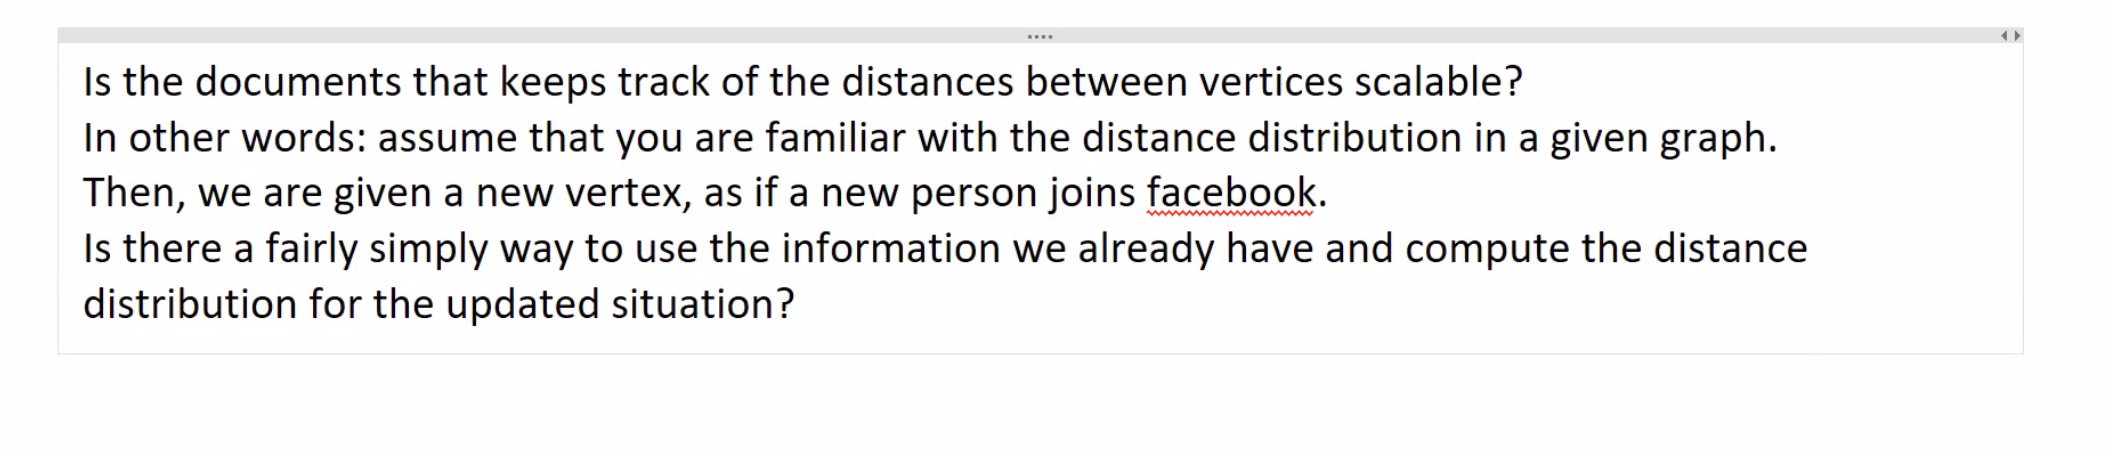 Is the documents that keeps track of the distances between vertices scalable?
In other words: assume that you are familiar with the distance distribution in a given graph.
Then, we are given a new vertex, as if a new person joins facebook.
Is there a fairly simply way to use the information we already have and compute the distance
distribution for the updated situation?